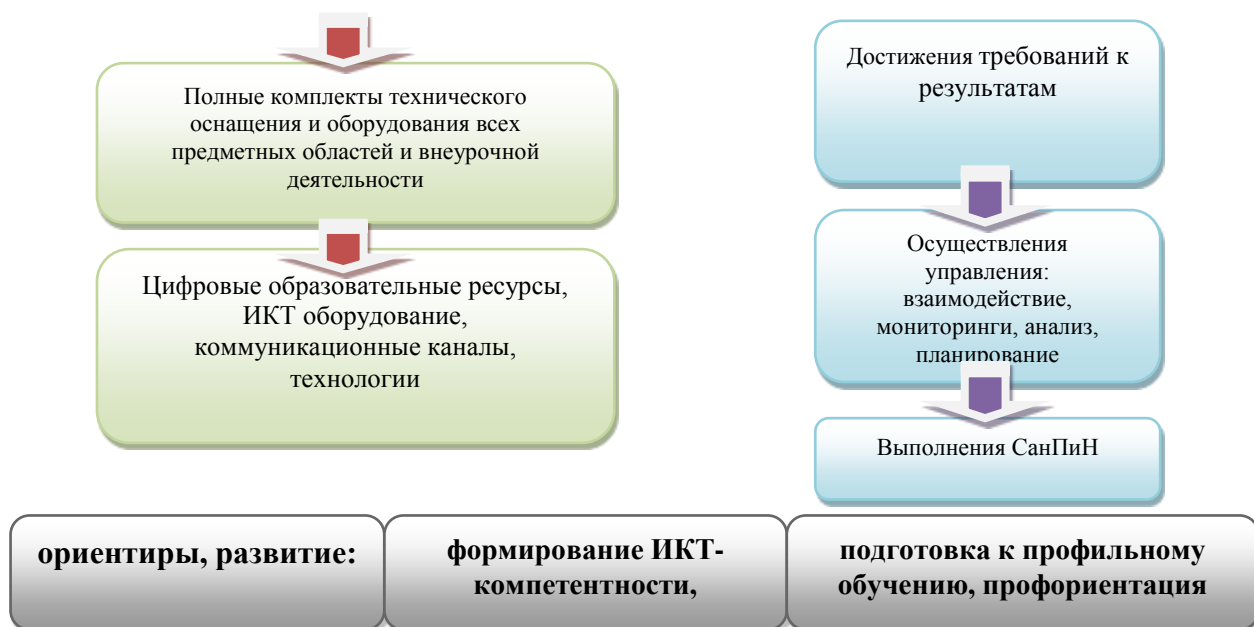 Полные комплекты технического
оснащения и оборудования всех
предметных областей и внеурочной
деятельности
Цифровые образовательные ресурсы,
ИКТ оборудование,
коммуникационные каналы,
технологии
Достижения требований к
результатам
Осуществления
управления:
взаимодействие,
мониторинги, анализ,
планирование
Выполнения СанПиН
ориентиры, развитие:
формирование ИКТ-
компетентности,
подготовка к профильному
обучению, профориентация